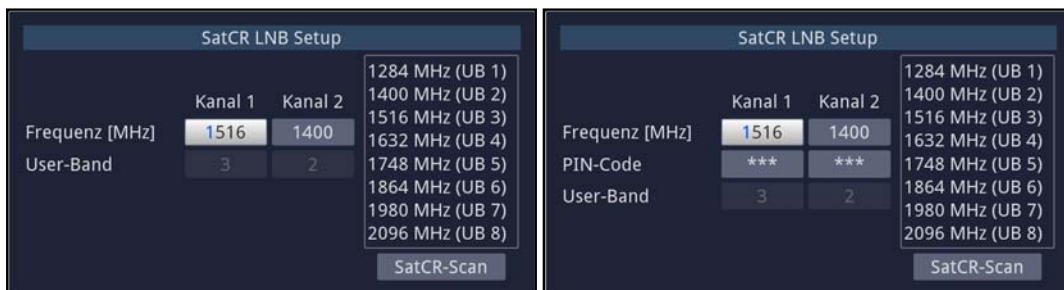 SatCR LNB Setup
Kanal 1 Kanal 2
Frequenz [MHz] 1516 1400
User-Band 3 2
1284 MHz (UB 1)
1400 MHz (UB 2)
1516 MHz (UB 3)
1632 MHz (UB 4)
1748 MHz (UB 5)
1864 MHz (UB 6)
1980 MHz (UB 7)
2096 MHz (UB 8)
SatCR-Scan
SatCR LNB Setup
Kanal 1 Kanal 2
Frequenz [MHz] 1516 1400
PIN-Code *** ***
User-Band 3 2
1284 MHz (UB 1)
1400 MHz (UB 2)
1516 MHz (UB 3)
1632 MHz (UB 4)
1748 MHz (UB 5)
1864 MHz (UB 6)
1980 MHz (UB 7)
2096 MHz (UB 8)
SatCR-Scan